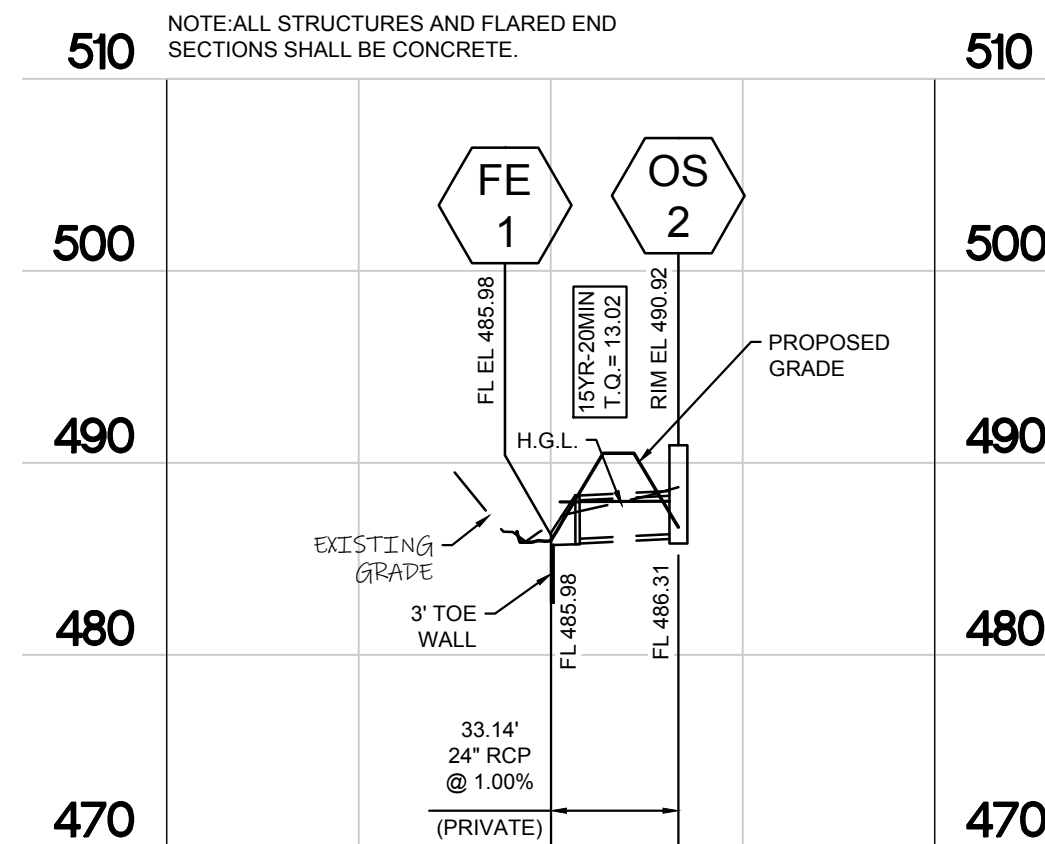 NOTE:ALL STRUCTURES AND FLARED END
SECTIONS SHALL BE CONCRETE.
510
510
FE
1
OS
2
500
500
FL EL 485.98
15YR-20MIN
T.Q.= 13.02
RIM EL 490.92
PROPOSED
GRADE
490
490
H.G.L.
EXISTING
GRADE
3' TOE
WALL
FL 485.98
FL 486.31
480
480
33.14'
24" RCP
@ 1.00%
(PRIVATE)
470
470